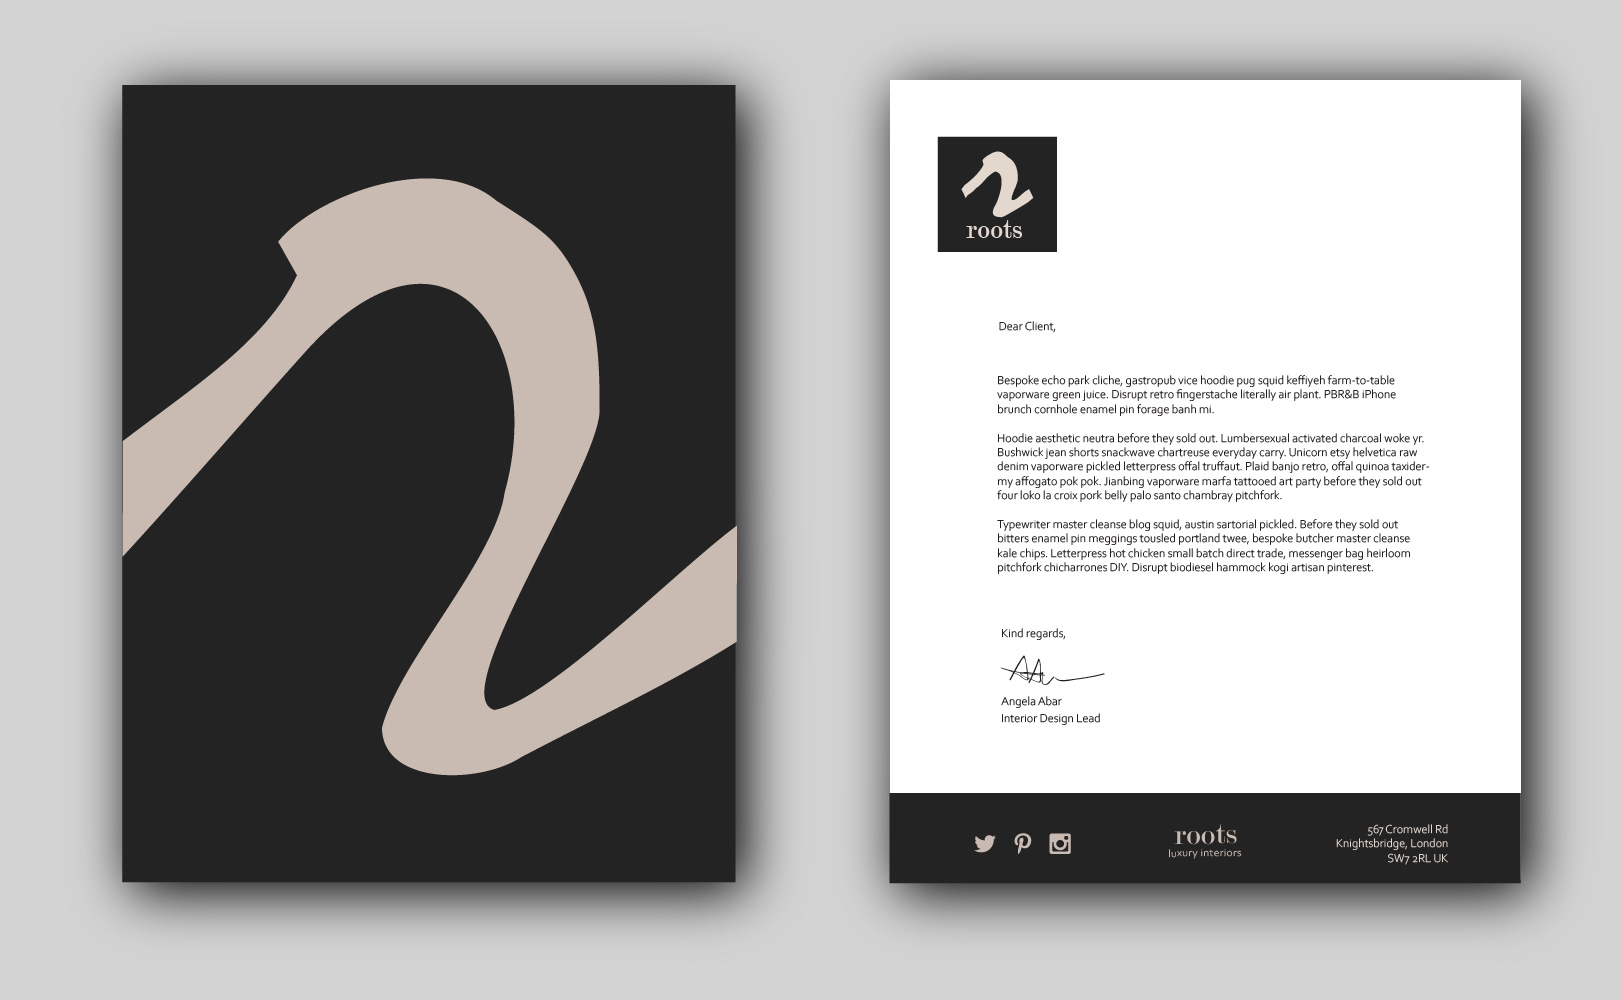 roots
Dear Client,
Bespoke echo park cliche, gastropub vice hoodie pug squid keffiyeh farm-to-table
vaporware green juice. Disrupt retro fingerstache literally air plant. PBR&B iPhone
brunch cornhole enamel pin forage banh mi.
Hoodie aesthetic neutra before they sold out. Lumbersexual activated charcoal woke yr.
Bushwick jean shorts snackwave chartreuse everyday carry. Unicorn etsy helvetica raw
denim vaporware pickled letterpress offal truffaut. Plaid banjo retro, offal quinoa taxider-
my affogato pok pok. Jianbing vaporware marfa tattooed art party before they sold out
four loko la croix pork belly palo santo chambray pitchfork.
Typewriter master cleanse blog squid, austin sartorial pickled. Before they sold out
bitters enamel pin meggings tousled portland twee, bespoke butcher master cleanse
kale chips. Letterpress hot chicken small batch direct trade, messenger bag heirloom
pitchfork chicharrones DIY. Disrupt biodiesel hammock kogi artisan pinterest.
Kind regards,
Angela Abar
Interior Design Lead
roots
luxury interiors
567 Cromwell Rd
Knightsbridge, London
SW7 2RL UK